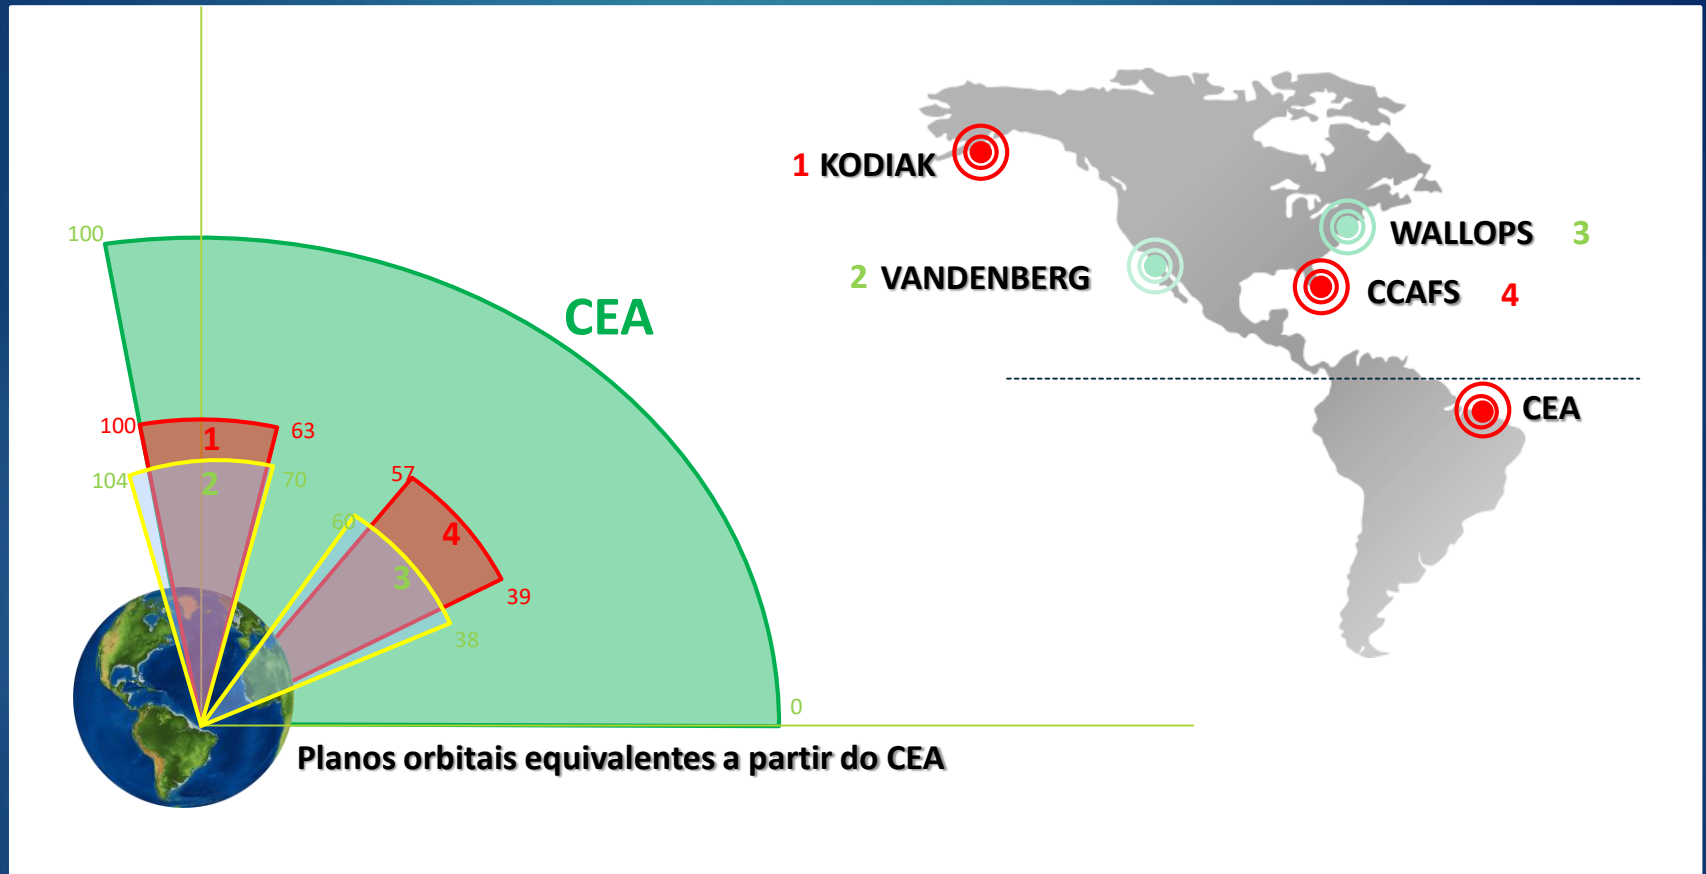 100
CEA
100
1
63
104
2
70
57
60
4
3
39
38
0
Planos orbitais equivalentes a partir do CEA
1 KODIAK
WALLOPS 3
2 VANDENBERG
CCAFS 4
CEA